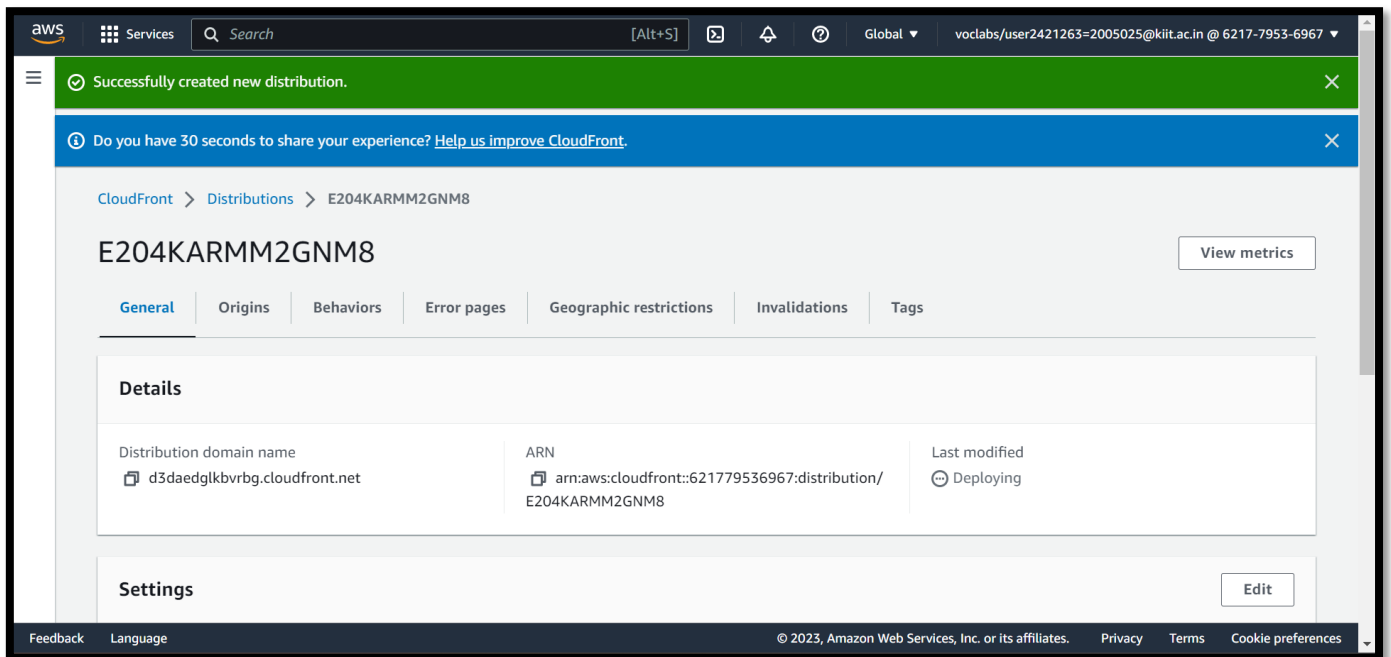 aws Services Search [Alt+S] Global voclabs/user2421263=2005025@kiit.ac.in @ 6217-7953-6967
Successfully created new distribution.
Do you have 30 seconds to share your experience? Help us improve CloudFront.
CloudFront Distributions E204KARMM2GNM8
E204KARMM2GNM8 View metrics
General Origins Behaviors Error pages Geographic restrictions Invalidations Tags
Details
Distribution domain name ARN Last modified
d3daedglkbvrbg.cloudfront.net arn:aws:cloudfront::621779536967:distribution/ Deploying
E204KARMM2GNM8
Settings Edit
Feedback Language © 2023, Amazon Web Services, Inc. or its affiliates. Privacy Terms Cookie preferences